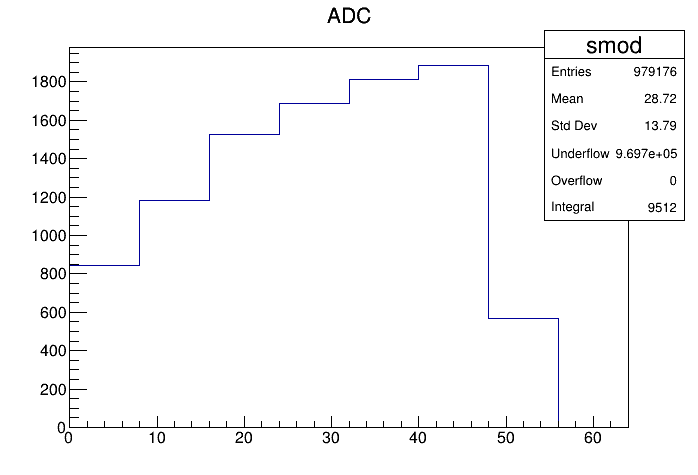 ADC
smod
Entries 979176
Mean 28.72
Std Dev 13.79
Underflow 9.697e+05
Overflow 0
Integral 9512
1800
1600
1400
1200
1000
800
600
400
200
0
0 10 20 30 40 50 60